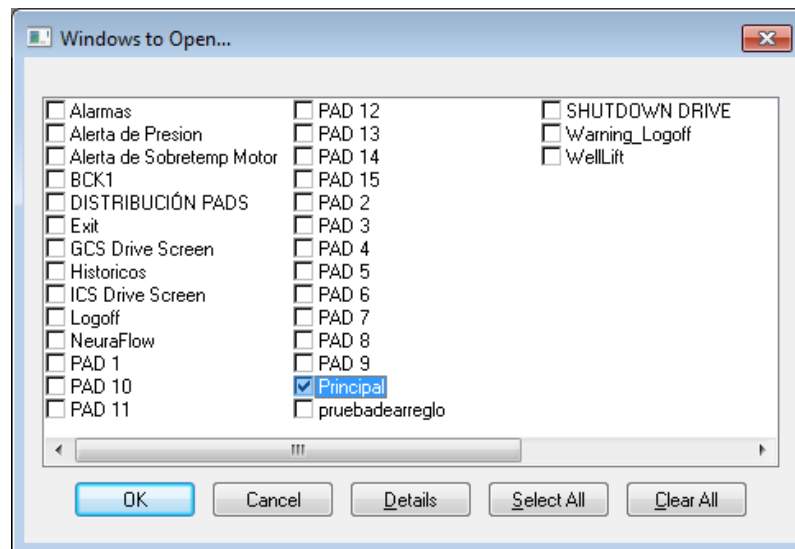 Windows to Open...
Alarmas
Alerta de Presion
Alerta de Sobretemp Motor
BCK1
DISTRIBUCIÓN PADS
Exit
GCS Drive Screen
Historicos
ICS Drive Screen
Logoff
NeuraFlow
PAD 1
PAD 10
PAD 11
PAD 12
PAD 13
PAD 14
PAD 15
PAD 2
PAD 3
PAD 4
PAD 5
PAD 6
PAD 7
PAD 8
PAD 9
Principal
pruebadearreglo
SHUTDOWN DRIVE
Warning_Logoff
WellLift
OK Cancel Details Select All Clear All